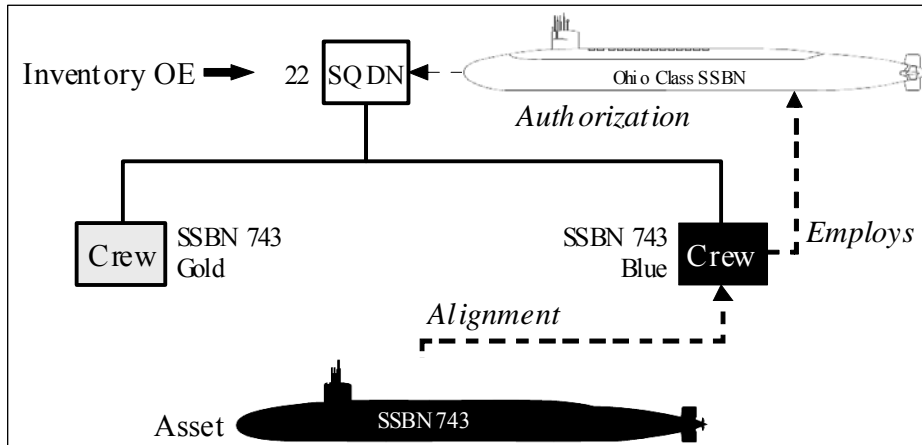 Inventory OE
22
SQDN
Ohio Class SSBN
Authorization
Crew
SSBN 743
Gold
SSBN 743
Blue
Crew
Employs
Alignment
Asset
SSBN 743